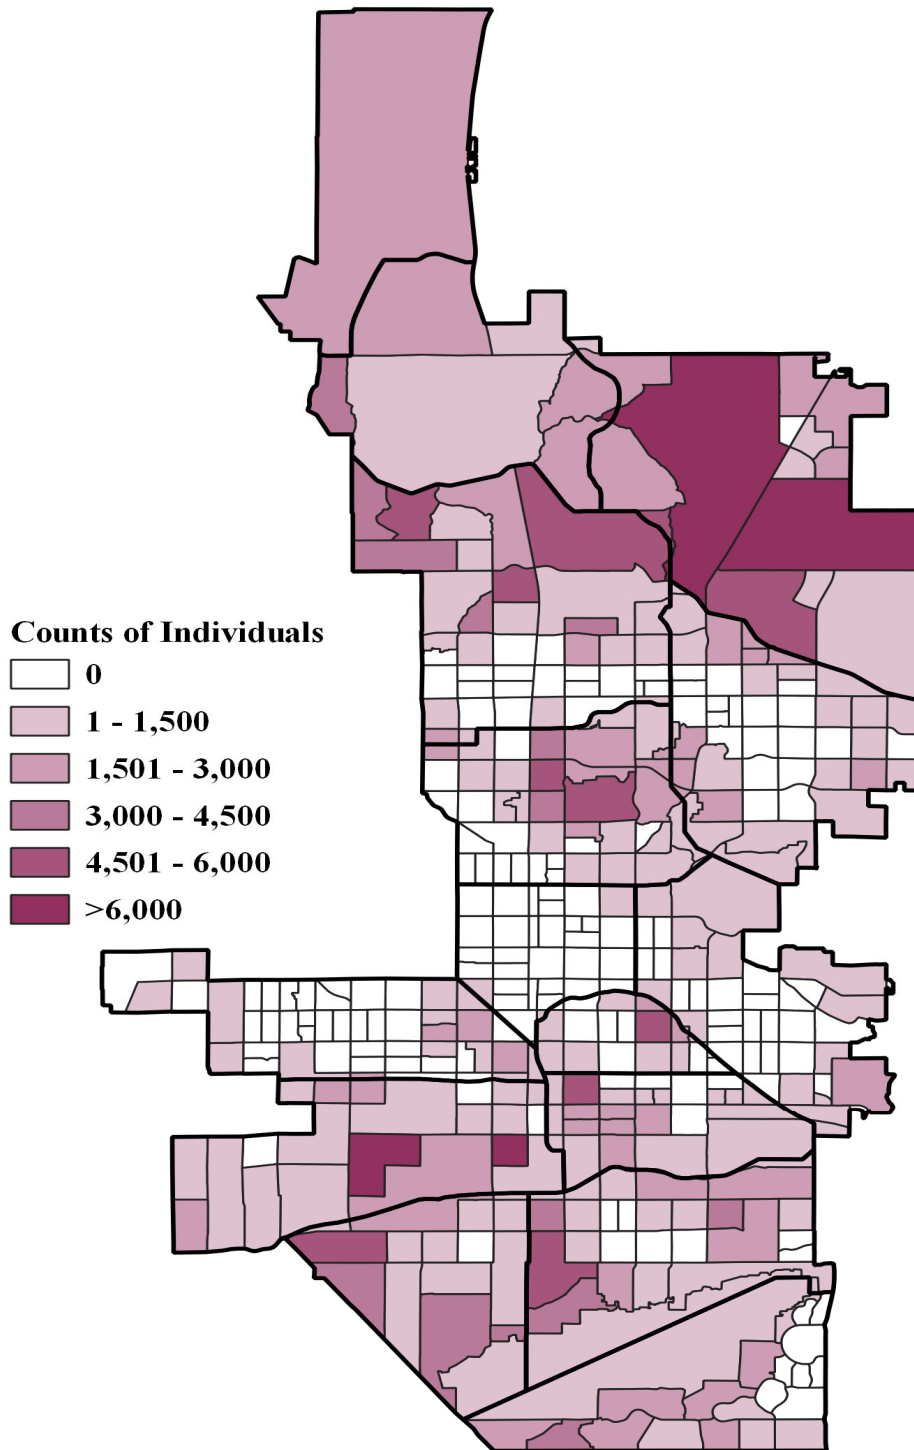 Counts of Individuals
0
1 - 1,500
1,501 - 3,000
3,000 - 4,500
4,501 - 6,000
>6,000